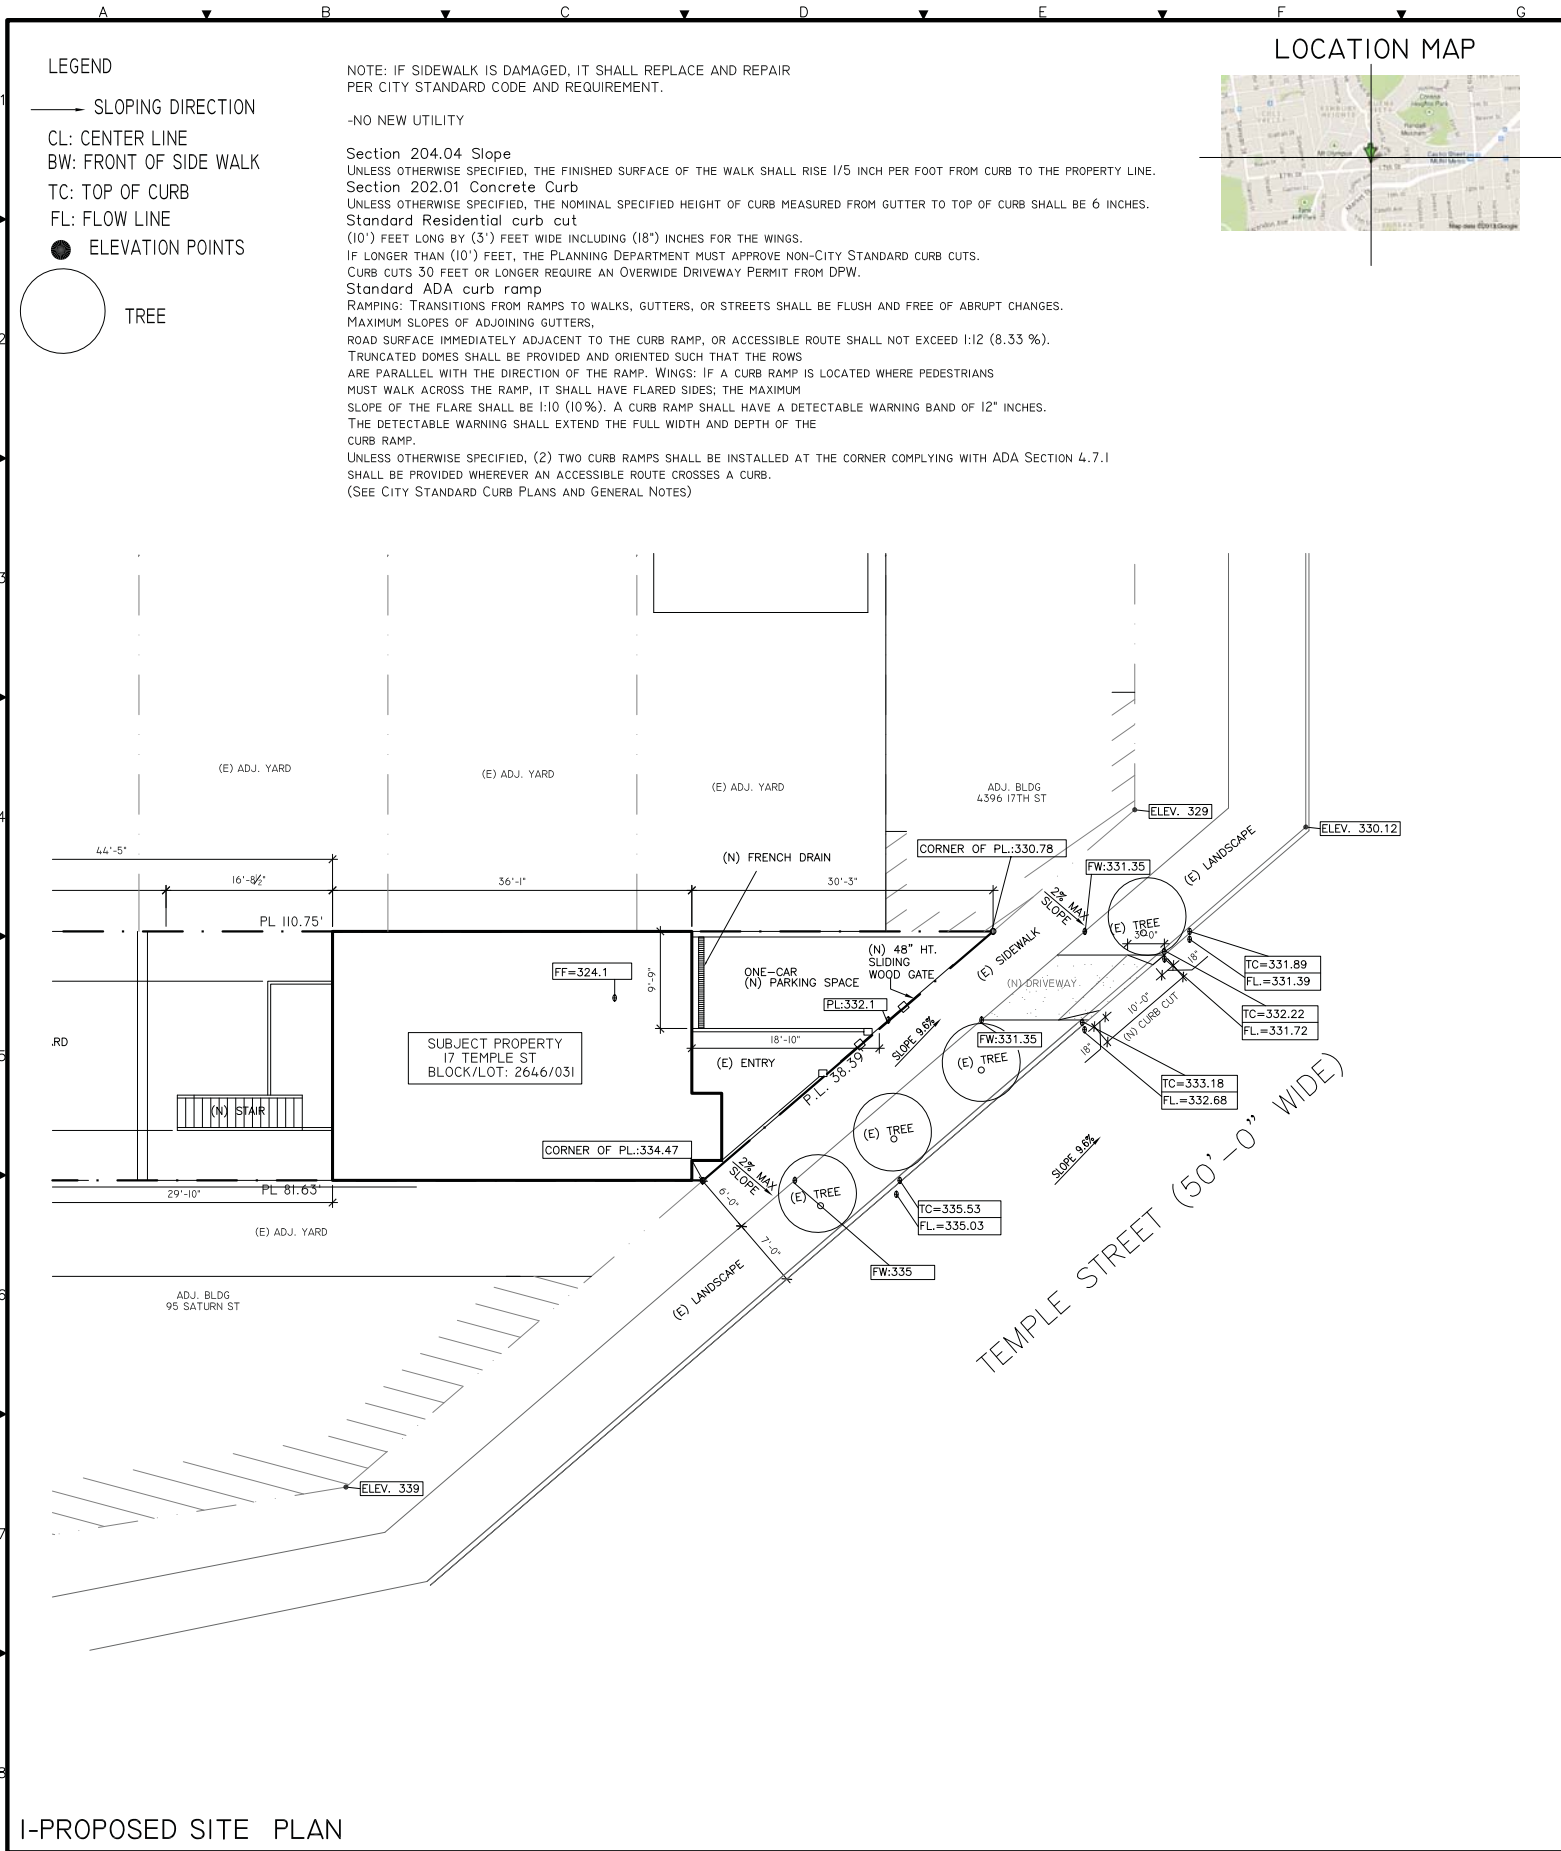 A B C D E F G
LEGEND
SLOPING DIRECTION
CL: CENTER LINE
BW: FRONT OF SIDE WALK
TC: TOP OF CURB
FL: FLOW LINE
ELEVATION POINTS
TREE
NOTE: IF SIDEWALK IS DAMAGED, IT SHALL REPLACE AND REPAIR
PER CITY STANDARD CODE AND REQUIREMENT.
-NO NEW UTILITY
Section 204.04 Slope
UNLESS OTHERWISE SPECIFIED, THE FINISHED SURFACE OF THE WALK SHALL RISE 1/5 INCH PER FOOT FROM CURB TO THE PROPERTY LINE.
Section 202.01 Concrete Curb
UNLESS OTHERWISE SPECIFIED, THE NOMINAL SPECIFIED HEIGHT OF CURB MEASURED FROM GUTTER TO TOP OF CURB SHALL BE 6 INCHES.
Standard Residential curb cut
(10') FEET LONG BY (3') FEET WIDE INCLUDING (18") INCHES FOR THE WINGS.
IF LONGER THAN (10') FEET, THE PLANNING DEPARTMENT MUST APPROVE NON-CITY STANDARD CURB CUTS.
CURB CUTS 30 FEET OR LONGER REQUIRE AN OVERWIDE DRIVEWAY PERMIT FROM DPW.
Standard ADA curb ramp
RAMPING: TRANSITIONS FROM RAMPS TO WALKS, GUTTERS, OR STREETS SHALL BE FLUSH AND FREE OF ABRUPT CHANGES.
MAXIMUM SLOPES OF ADJOINING GUTTERS,
ROAD SURFACE IMMEDIATELY ADJACENT TO THE CURB RAMP, OR ACCESSIBLE ROUTE SHALL NOT EXCEED 1:12 (8.33 %).
TRUNCATED DOMES SHALL BE PROVIDED AND ORIENTED SUCH THAT THE ROWS
ARE PARALLEL WITH THE DIRECTION OF THE RAMP. WINGS: IF A CURB RAMP IS LOCATED WHERE PEDESTRIANS
MUST WALK ACROSS THE RAMP, IT SHALL HAVE FLARED SIDES; THE MAXIMUM
SLOPE OF THE FLARE SHALL BE 1:10 (10%). A CURB RAMP SHALL HAVE A DETECTABLE WARNING BAND OF 12" INCHES.
THE DETECTABLE WARNING SHALL EXTEND THE FULL WIDTH AND DEPTH OF THE
CURB RAMP.
UNLESS OTHERWISE SPECIFIED, (2) TWO CURB RAMPS SHALL BE INSTALLED AT THE CORNER COMPLYING WITH ADA SECTION 4.7.1
SHALL BE PROVIDED WHEREVER AN ACCESSIBLE ROUTE CROSSES A CURB.
(SEE CITY STANDARD CURB PLANS AND GENERAL NOTES)
LOCATION MAP
(E) ADJ. YARD
(E) ADJ. YARD
(E) ADJ. YARD
ADJ. BLDG
4396 17TH ST
ELEV. 329
ELEV. 330.12
(E) LANDSCAPE
CORNER OF PL.:330.78
FW:331.35
44'-5"
16'-8½"
36'-1"
30'-3"
(N) FRENCH DRAIN
PL 110.75'
2% MAX
SLOPE
(E) TREE
3'-0"
(E) SIDEWALK
(N) 48" HT.
SLIDING
WOOD GATE
FF=324.1
9'-9"
ONE-CAR
(N) PARKING SPACE
PL:332.1
(N) DRIVEWAY
18"
TC=331.89
FL.=331.39
10'-0"
(N) CURB CUT
TC=332.22
FL.=331.72
18"
SUBJECT PROPERTY
17 TEMPLE ST
BLOCK/LOT: 2646/031
18'-10"
(E) ENTRY
SLOPE 9.6%
FW:331.35
(E) TREE
P.L. 38.39'
TC=333.18
FL.=332.68
.RD
(N) STAIR
(E) TREE
CORNER OF PL.:334.47
2% MAX
SLOPE
SLOPE 9.6%
TEMPLE STREET (50'-0" WIDE)
29'-10"
PL 81.63'
6'-0"
(E) TREE
TC=335.53
FL.=335.03
(E) ADJ. YARD
7'-0"
FW:335
(E) LANDSCAPE
ADJ. BLDG
95 SATURN ST
ELEV. 339
1-PROPOSED SITE PLAN